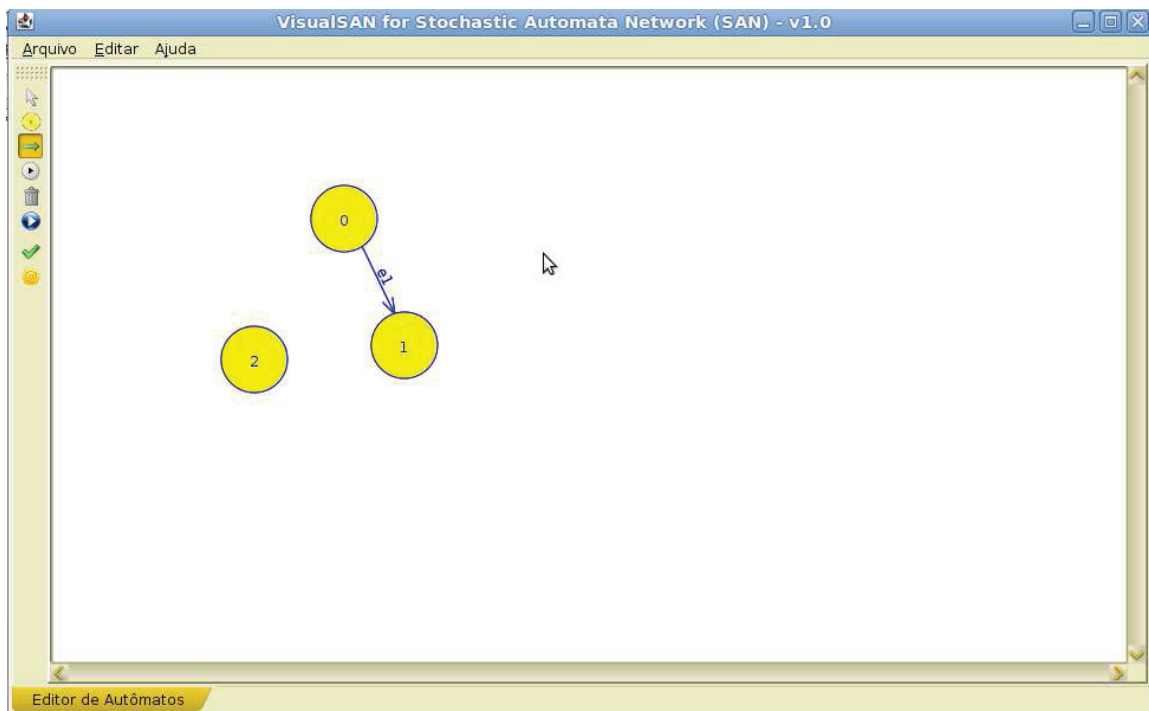 VisualSAN for Stochastic Automata Network (SAN) - v1.0
Arquivo Editar Ajuda
0
e1
1
2
Editor de Autômatos